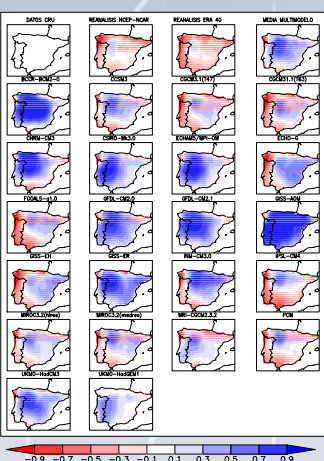 DATOS CRU REANALISIS NCEP-NCAR REANALISIS ERA 40 MEDIA MULTIMODELO
BCCR-BCM2-0 CCSM3 CGCM3.1(T47) CGCM31.1(T63)
CNRM-CM3 CSIRO-Mk3.0 ECHAM5/MPI-OM ECHO-G
FGOALS-g1.0 GFDL-CM2.0 GFDL-CM2.1 GISS-AOM
GISS-EH GISS-ER INM-CM3.0 IPSL-CM4
MIROC3.2(hires) MIROC3.2(medres) MRI-CGCM2.3.2 PCM
UKMO-HadCM3 UKMO-HadGEM1
-0.9 -0.7 -0.5 -0.3 -0.1 0.1 0.3 0.5 0.7 0.9